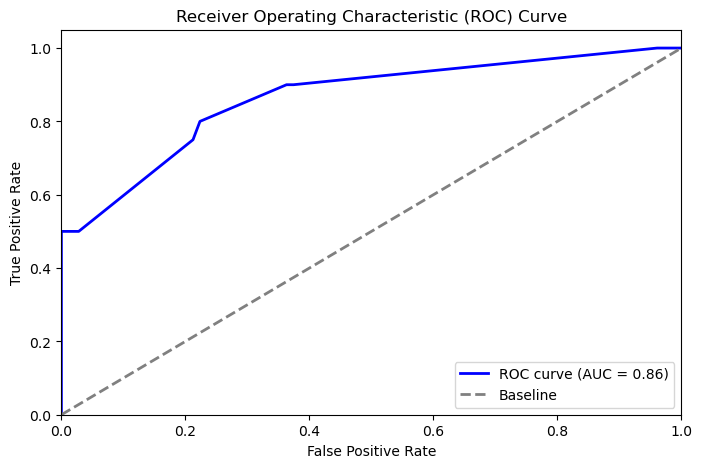 Receiver Operating Characteristic (ROC) Curve
1.0
0.8
0.6
0.4
0.2
0.0
True Positive Rate
ROC curve (AUC = 0.86)
Baseline
0.0 0.2 0.4 0.6 0.8 1.0
False Positive Rate